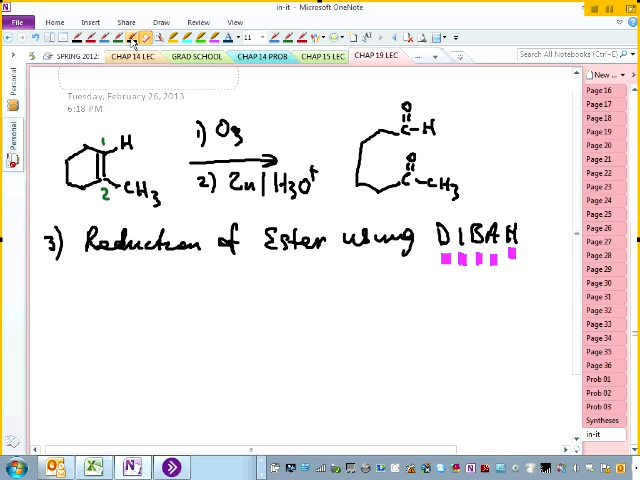 in-it - Microsoft OneNote
File Home Insert Share Draw Review View
11
SPRING 2012: CHAP 14 LEC GRAD SCHOOL CHAP 14 PROB CHAP 15 LEC CHAP 19 LEC Search All Notebooks (Ctrl+E)
Personal
Personal
Tuesday, February 26, 2013
6:18 PM
1 H
2 CH3
1) O3
2) Zn | H3O+
O
C-H
O
C-CH3
3) Reduction of Ester using DIBAH
New ...
Page 16
Page 17
Page 18
Page 19
Page 20
Page 21
Page 22
Page 23
Page 24
Page 25
Page 26
Page 27
Page 28
Page 29
Page 30
Page 31
Page 32
Page 33
Page 34
Page 35
Page 36
Prob 01
Prob 02
Prob 03
Syntheses
in-it
6:20 PM